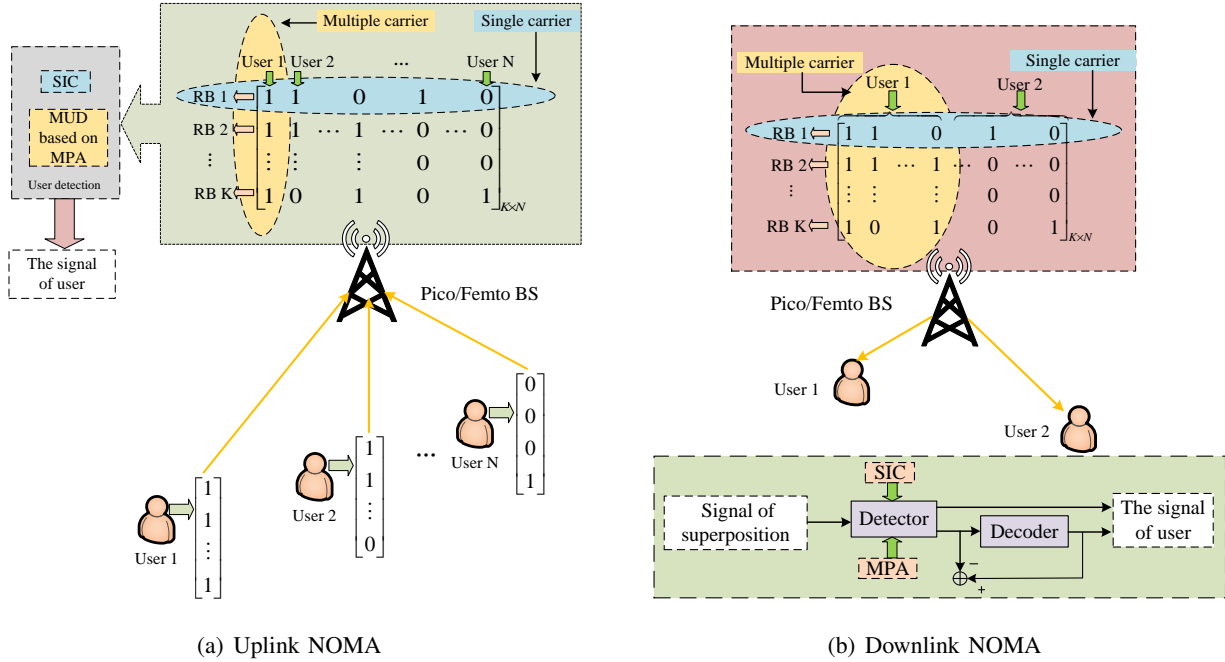 Multiple carrier
Single carrier
User 1
User 2
...
User N
SIC
MUD
based on
MPA
User detection
The signal
of user
RB 1
1 1 0 1 0
RB 2
1 1 ⋯ 1 ⋯ 0 ⋯ 0
⋮ ⋮ ⋮ ⋮ 0 0
RB K
1 0 1 0 1
K×N
Pico/Femto BS
User 1
1
1
⋮
1
User 2
1
1
⋮
0
...
User N
0
0
0
1
(a) Uplink NOMA
Multiple carrier
Single carrier
User 1
User 2
RB 1
1 1 0 1 0
RB 2
1 1 ⋯ 1 ⋯ 0 ⋯ 0
⋮ ⋮ ⋮ ⋮ 0 0
RB K
1 0 1 0 1
K×N
Pico/Femto BS
User 1
User 2
Signal of
superposition
SIC
Detector
MPA
Decoder
−
+
The signal
of user
(b) Downlink NOMA